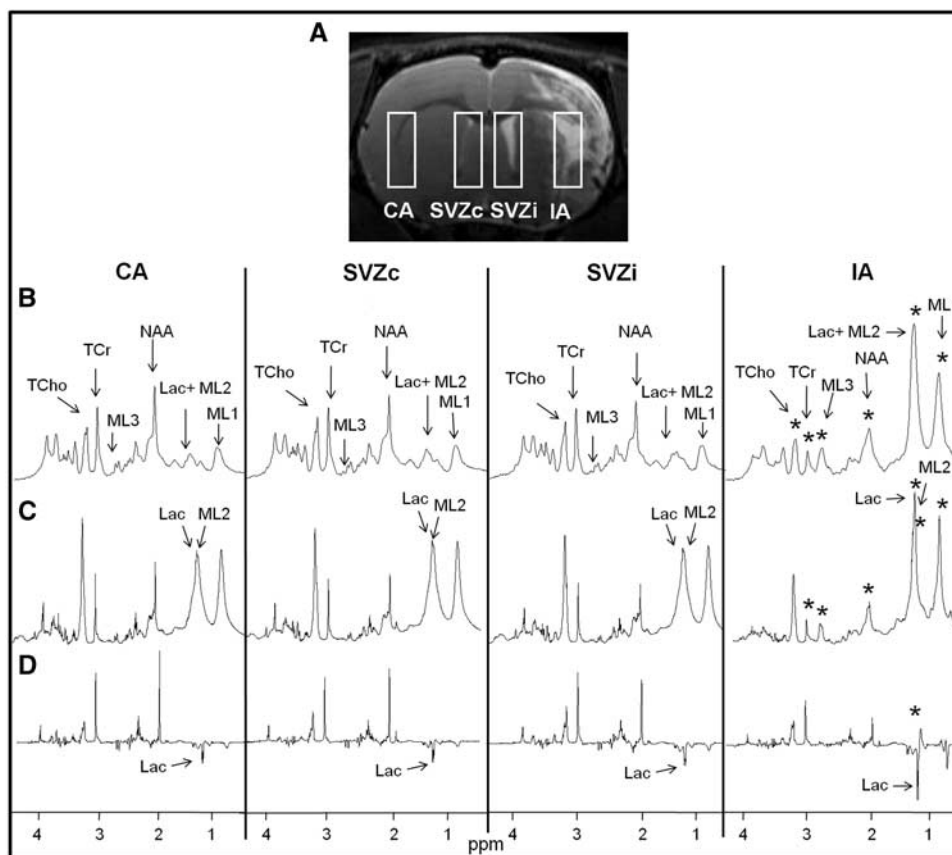 A
CA SVZc SVZi IA
CA SVZc SVZi IA
B
TCho TCr ML3 NAA Lac+ ML2 ML1
TCho TCr ML3 NAA Lac+ ML2 ML1
TCho TCr ML3 NAA Lac+ ML2 ML1
TCho TCr ML3 NAA Lac+ ML2 ML
* * * * * *
C
Lac ML2
Lac ML2
Lac ML2
Lac ML2
* * * * * *
D
Lac
Lac
Lac
Lac
*
4 3 2 1 4 3 2 1 4 3 2 1 4 3 2 1
ppm